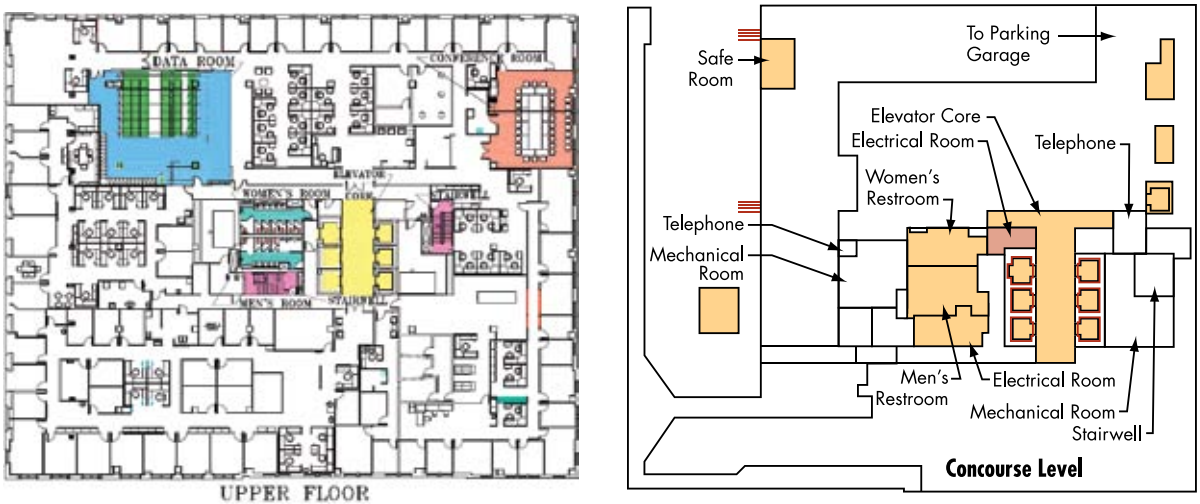 DATA ROOM
CONFERENCE ROOM
ELEVATOR
CORE
WOMEN'S ROOM
STAIRWELL
MEN'S ROOM
STAIRWELL
UPPER FLOOR
Safe
Room
To Parking
Garage
Elevator Core
Electrical Room
Telephone
Women's
Restroom
Telephone
Mechanical
Room
Men's
Restroom
Electrical Room
Mechanical Room
Stairwell
Concourse Level